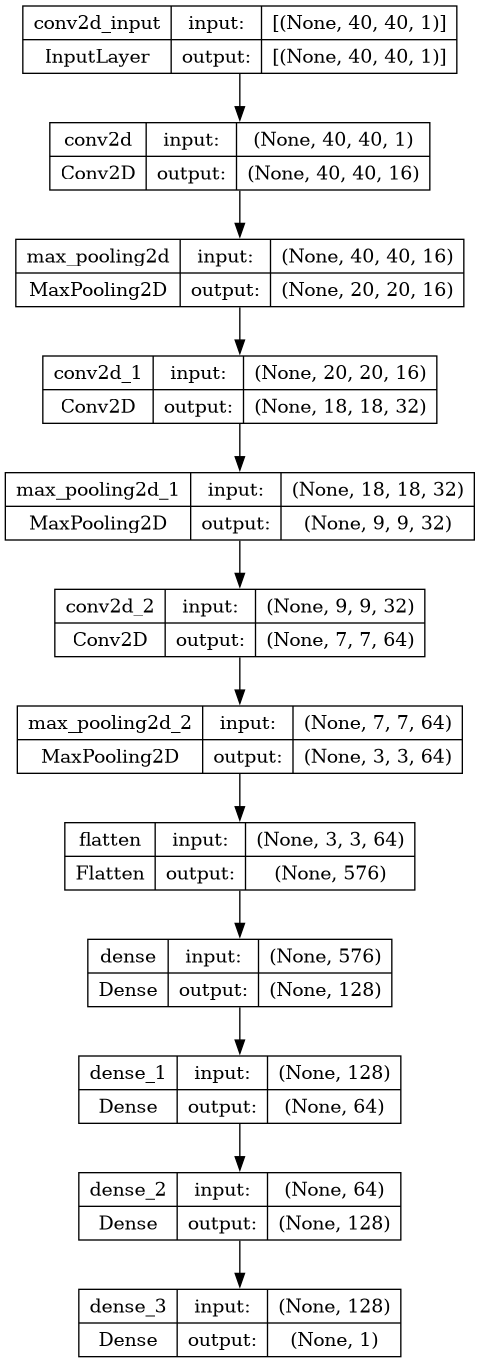 conv2d_input input: [(None, 40, 40, 1)]
InputLayer output: [(None, 40, 40, 1)]
conv2d input: (None, 40, 40, 1)
Conv2D output: (None, 40, 40, 16)
max_pooling2d input: (None, 40, 40, 16)
MaxPooling2D output: (None, 20, 20, 16)
conv2d_1 input: (None, 20, 20, 16)
Conv2D output: (None, 18, 18, 32)
max_pooling2d_1 input: (None, 18, 18, 32)
MaxPooling2D output: (None, 9, 9, 32)
conv2d_2 input: (None, 9, 9, 32)
Conv2D output: (None, 7, 7, 64)
max_pooling2d_2 input: (None, 7, 7, 64)
MaxPooling2D output: (None, 3, 3, 64)
flatten input: (None, 3, 3, 64)
Flatten output: (None, 576)
dense input: (None, 576)
Dense output: (None, 128)
dense_1 input: (None, 128)
Dense output: (None, 64)
dense_2 input: (None, 64)
Dense output: (None, 128)
dense_3 input: (None, 128)
Dense output: (None, 1)